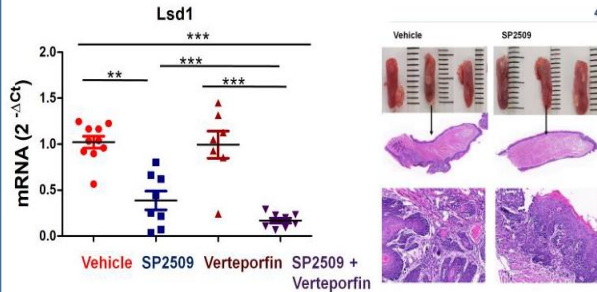 Lsd1
***
***
**
***
mRNA (2 -ΔCt)
2.0
1.5
1.0
0.5
0.0
Vehicle
SP2509
Verteporfin
SP2509 +
Verteporfin
4
Vehicle
SP2509